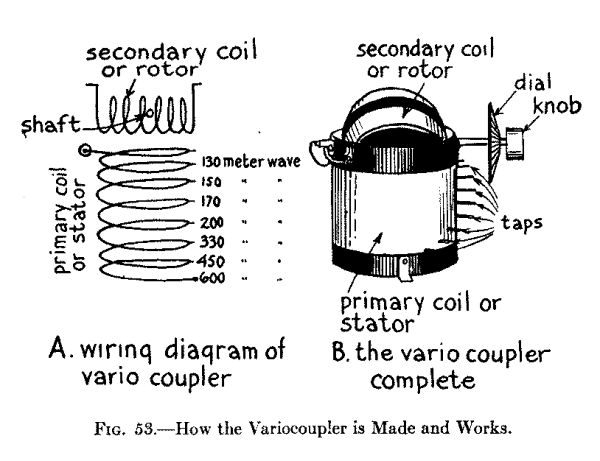 secondary coil
or rotor
shaft
130 meter wave
150 " "
170 " "
200 " "
330 " "
450 " "
600 " "
primary coil
or stator
A. wiring diagram of
vario coupler
secondary coil
or rotor
dial
knob
taps
primary coil or
stator
B. the vario coupler
complete
FIG. 53.—How the Variocoupler is Made and Works.